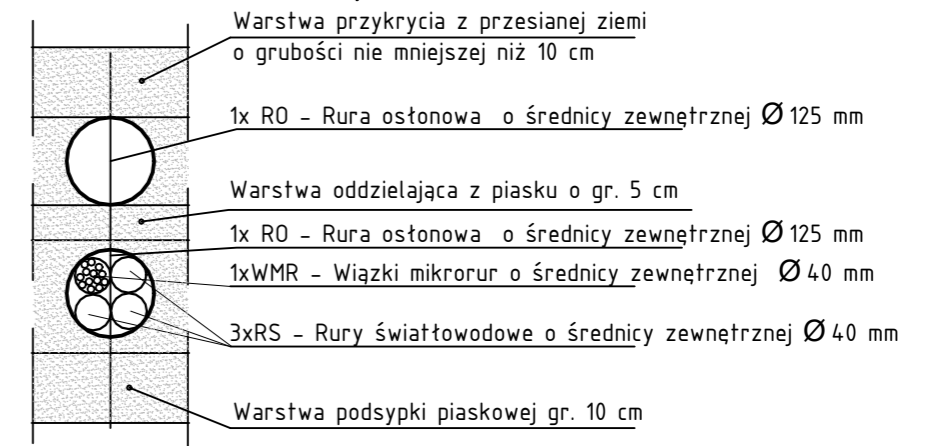 Warstwa przykrycia z przesianej ziemi
o grubości nie mniejszej niż 10 cm
1x RO - Rura osłonowa o średnicy zewnętrznej Ø 125 mm
Warstwa oddzielająca z piasku o gr. 5 cm
1x RO - Rura osłonowa o średnicy zewnętrznej Ø 125 mm
1xWMR - Wiązki mikrorur o średnicy zewnętrznej Ø 40 mm
3xRS - Rury światłowodowe o średnicy zewnętrznej Ø 40 mm
Warstwa podsypki piaskowej gr. 10 cm